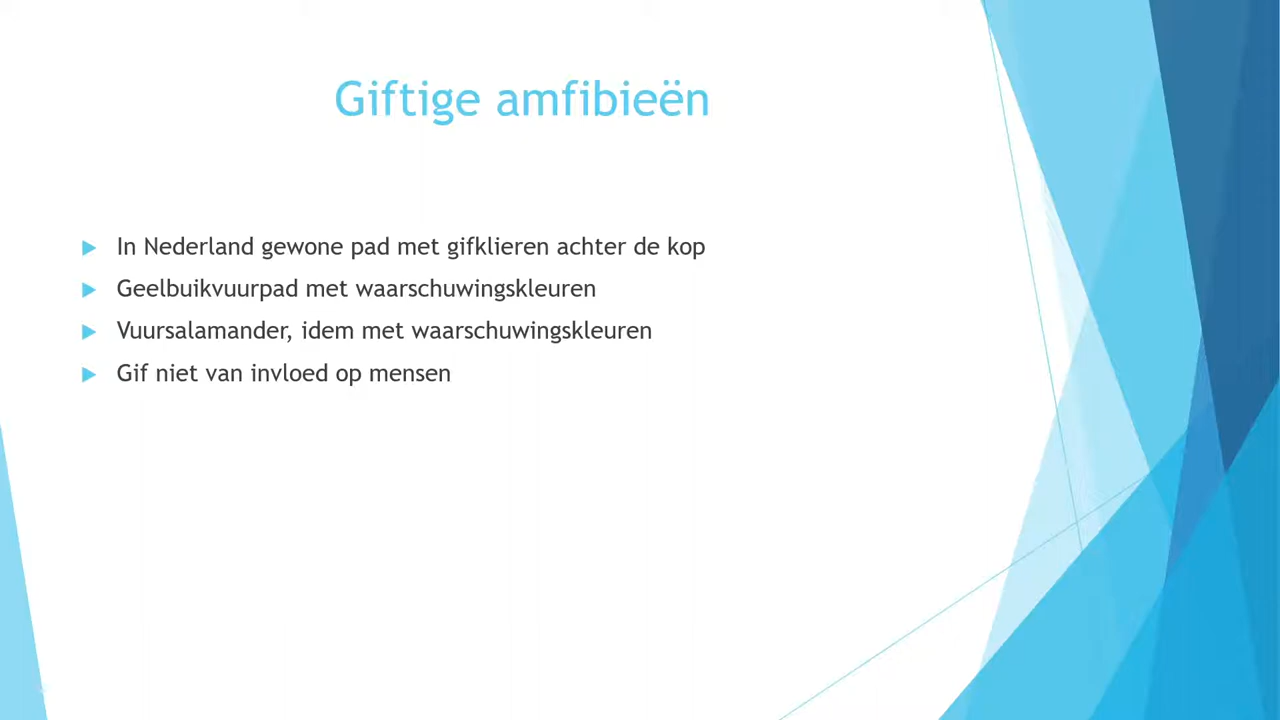 Giftige amfibieën
In Nederland gewone pad met gifklieren achter de kop
Geelbuikvuurpad met waarschuwingskleuren
Vuursalamander, idem met waarschuwingskleuren
Gif niet van invloed op mensen